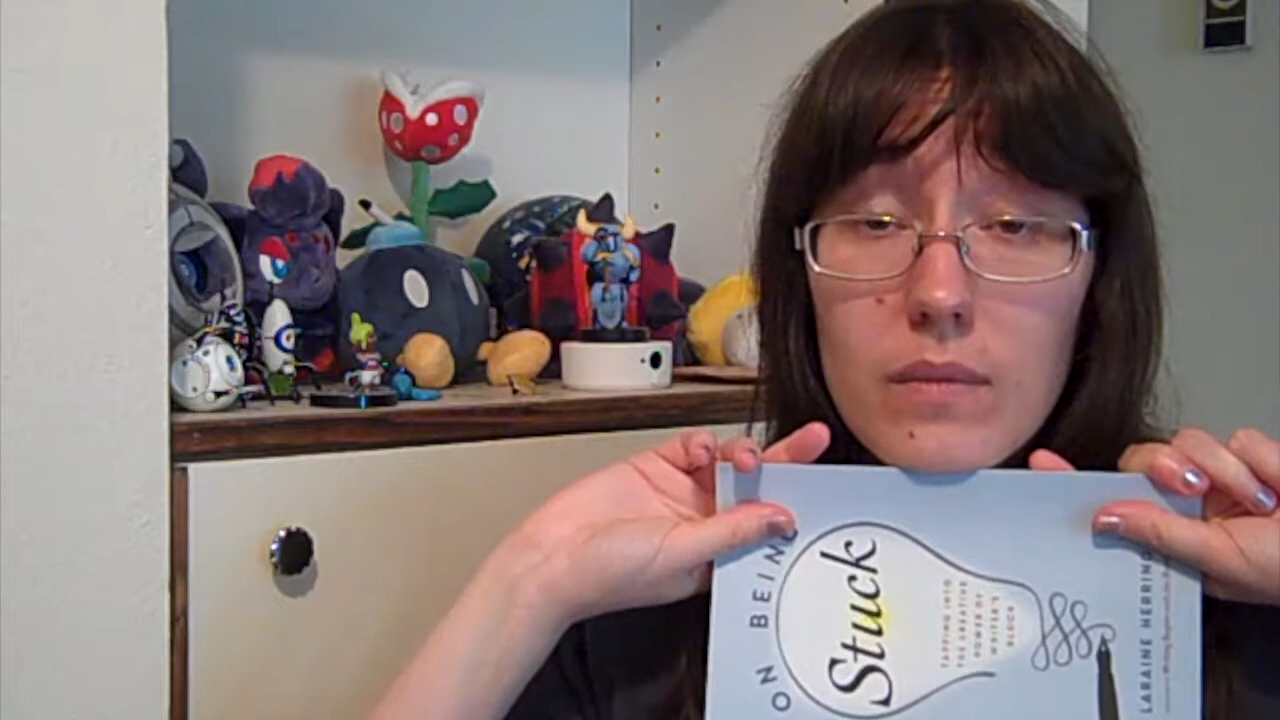 ON BEING
Stuck
TAPPING INTO
THE CREATIVE
POWER OF
WRITER'S
BLOCK
LARAINE HERRING